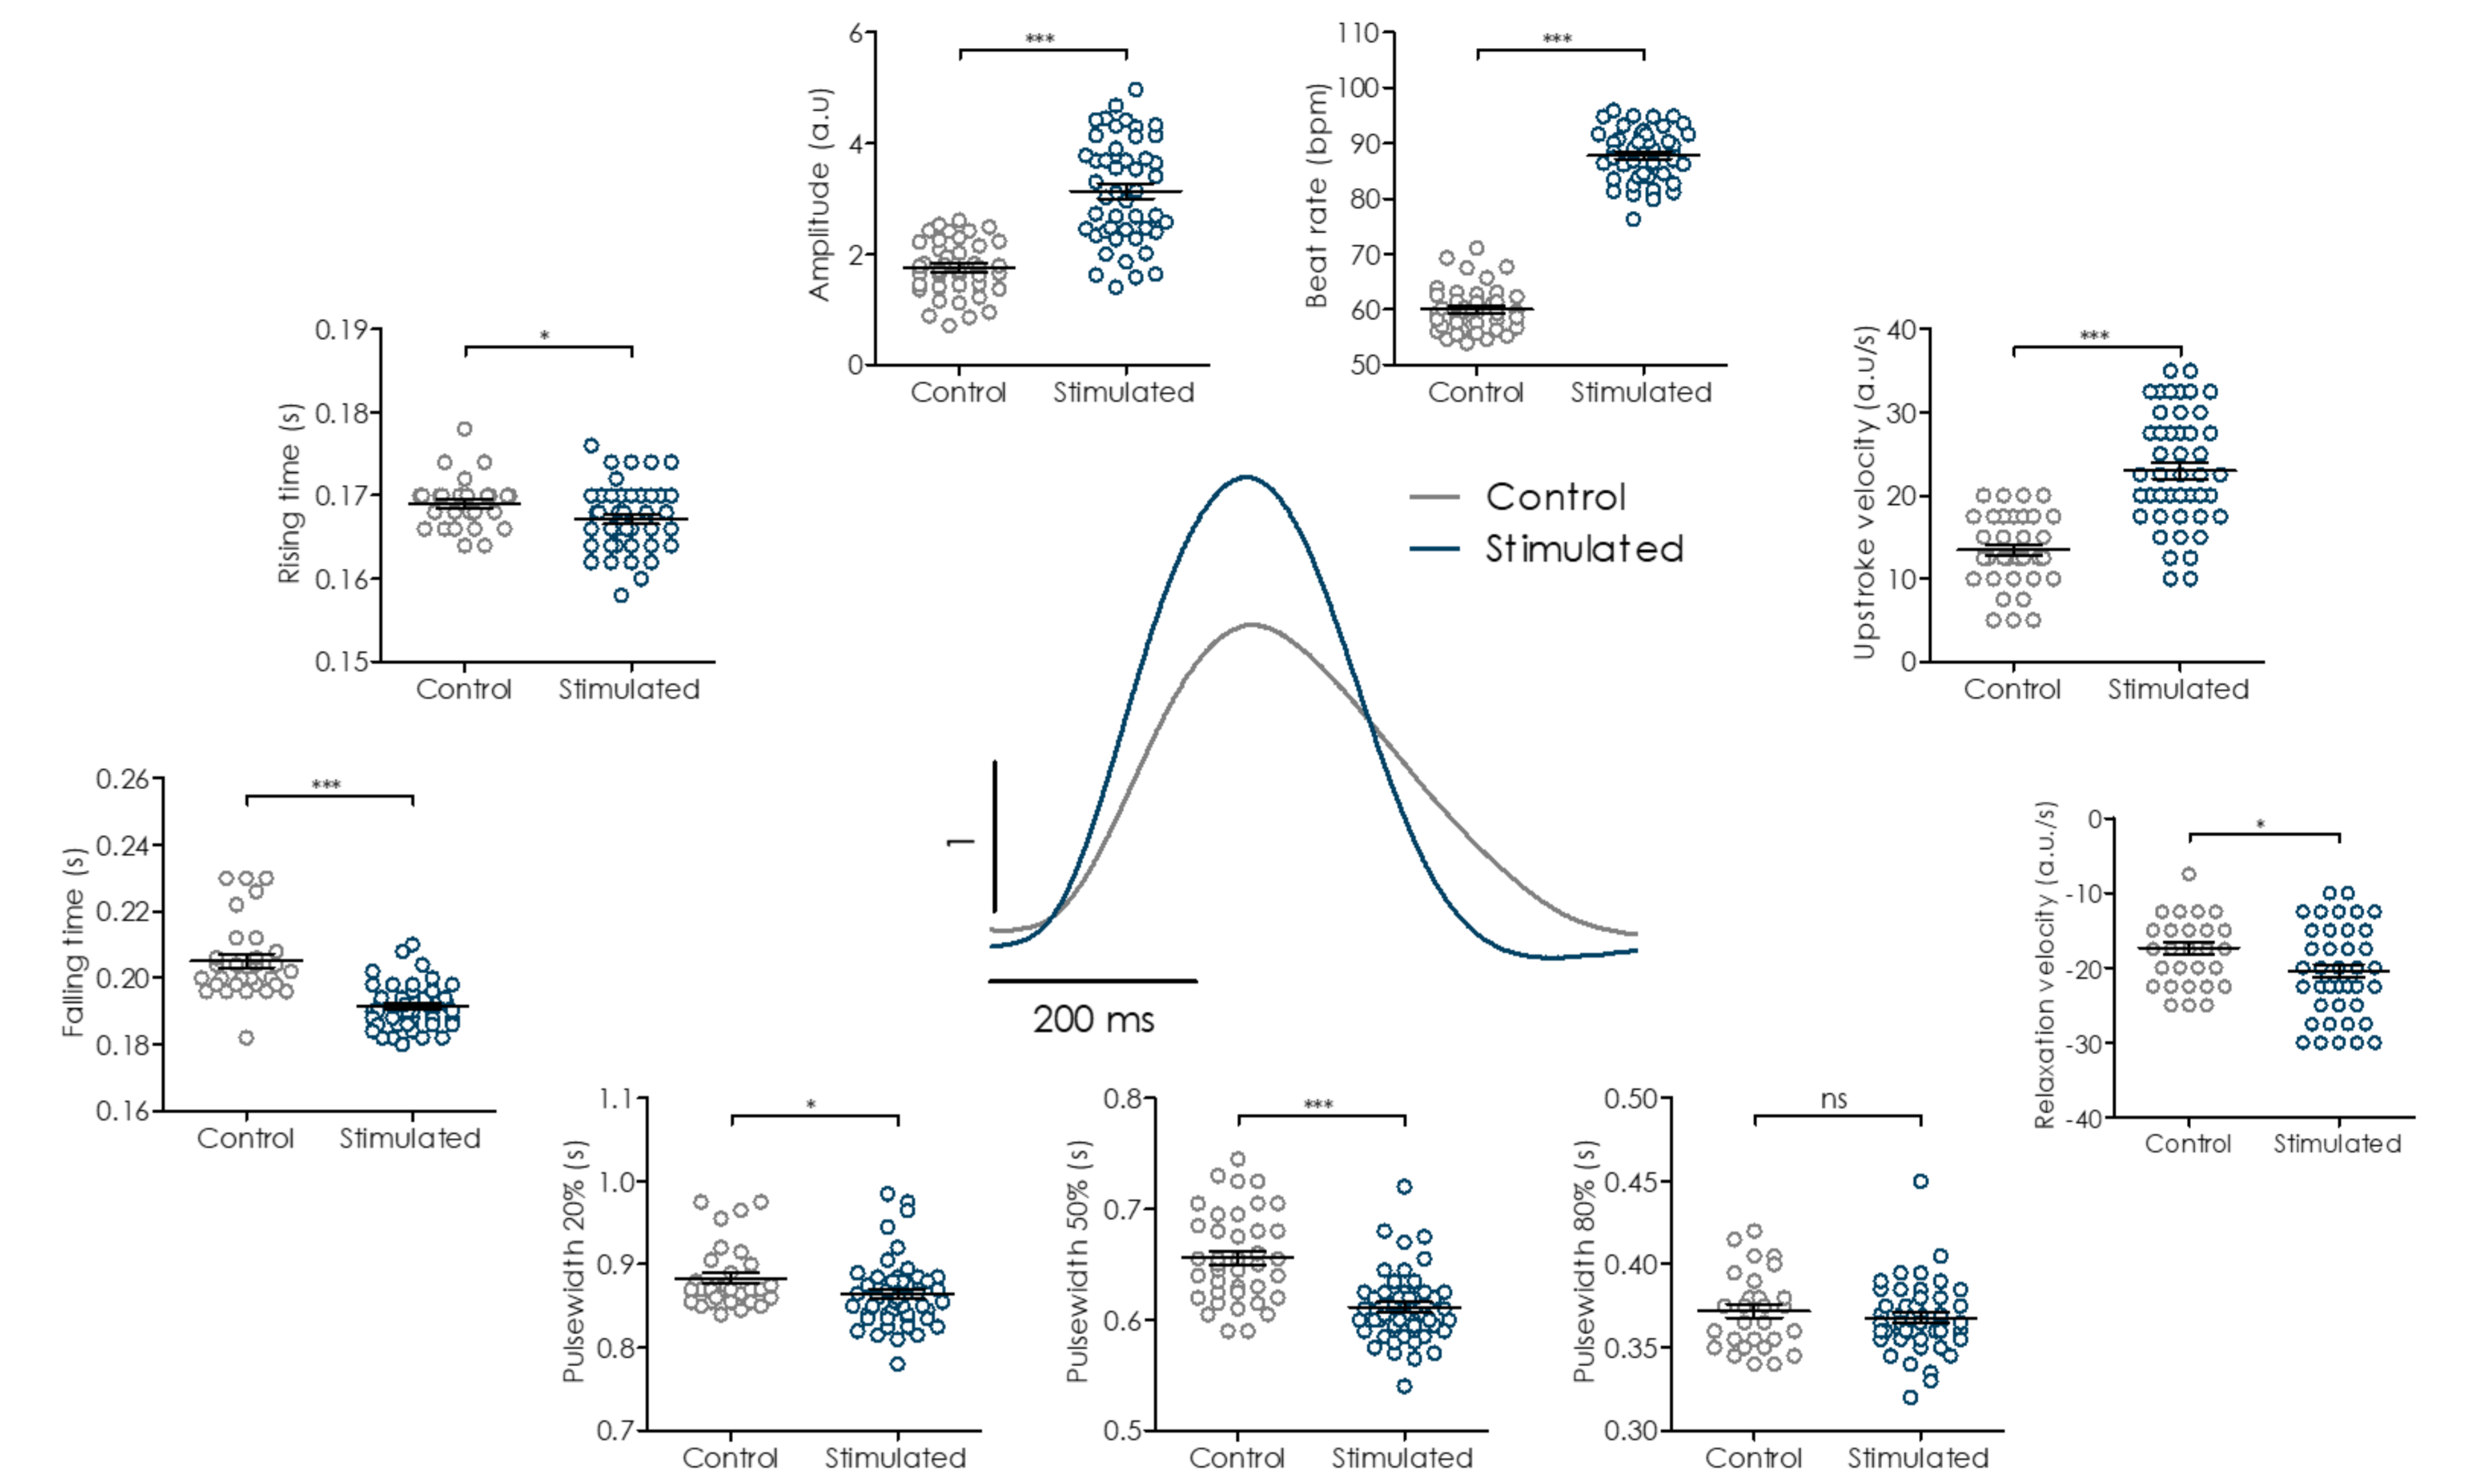 6
4
2
0
Amplitude (a.u)
***
Control Stimulated
110
100
90
80
70
60
50
Beat rate (bpm)
***
Control Stimulated
0.19
0.18
0.17
0.16
0.15
Rising time (s)
*
Control Stimulated
40
30
20
10
0
Upstroke velocity (a.u/s)
***
Control Stimulated
Control
Stimulated
1
200 ms
0.26
0.24
0.22
0.20
0.18
0.16
Falling time (s)
***
Control Stimulated
0
-10
-20
-30
-40
Relaxation velocity (a.u./s)
*
Control Stimulated
1.1
1.0
0.9
0.8
0.7
Pulsewidth 20% (s)
*
Control Stimulated
0.8
0.7
0.6
0.5
Pulsewidth 50% (s)
***
Control Stimulated
0.50
0.45
0.40
0.35
0.30
Pulsewidth 80% (s)
ns
Control Stimulated